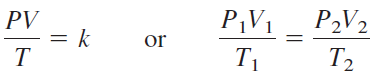 PV/T = k or P₁V₁/T₁ = P₂V₂/T₂